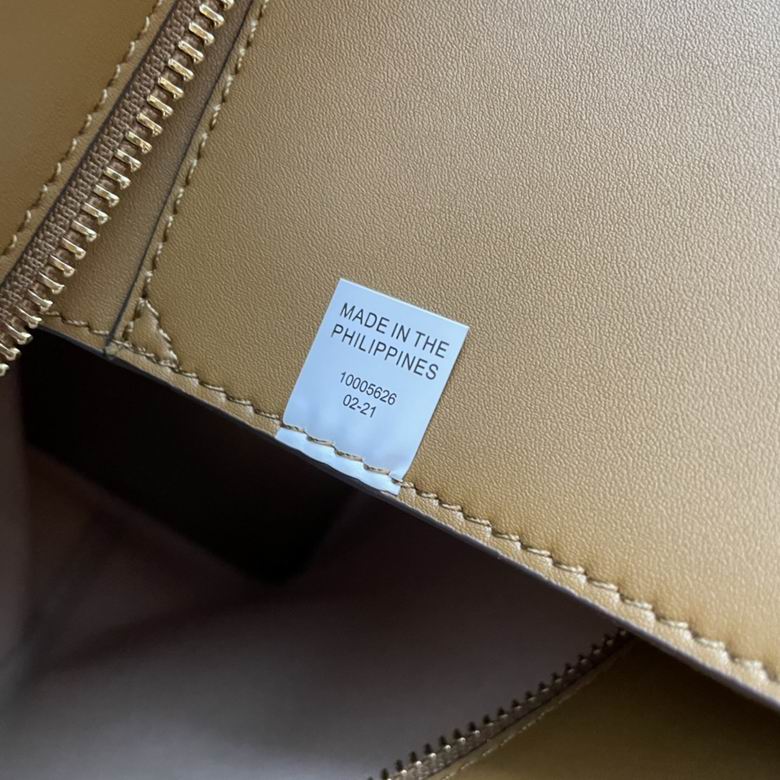 MADE IN THE
PHILIPPINES
10005626
02-21